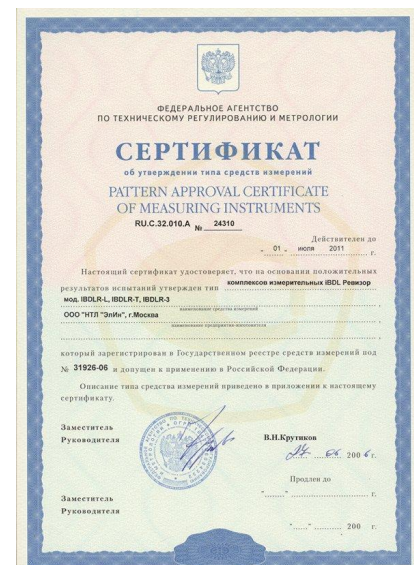 ФЕДЕРАЛЬНОЕ АГЕНТСТВО
ПО ТЕХНИЧЕСКОМУ РЕГУЛИРОВАНИЮ И МЕТРОЛОГИИ
СЕРТИФИКАТ
об утверждении типа средств измерений
PATTERN APPROVAL CERTIFICATE
OF MEASURING INSTRUMENTS
RU.C.32.010.A № 24310
Действителен до
" 01 " июля 2011 г.
Настоящий сертификат удостоверяет, что на основании положительных
результатов испытаний утвержден тип комплексов измерительных iBDL Ревизор
мод. IBDLR-L, IBDLR-T, IBDLR-3
наименование средства измерений
ООО "НТЛ "ЭлИн", г.Москва
наименование предприятия-изготовителя
который зарегистрирован в Государственном реестре средств измерений под
№ 31926-06 и допущен к применению в Российской Федерации.
Описание типа средства измерений приведено в приложении к настоящему
сертификату.
Заместитель
Руководителя
В.Н.Крутиков
200 6 г.
Продлен до
"......" ............ г.
Заместитель
Руководителя
"......" ............ 200 г.